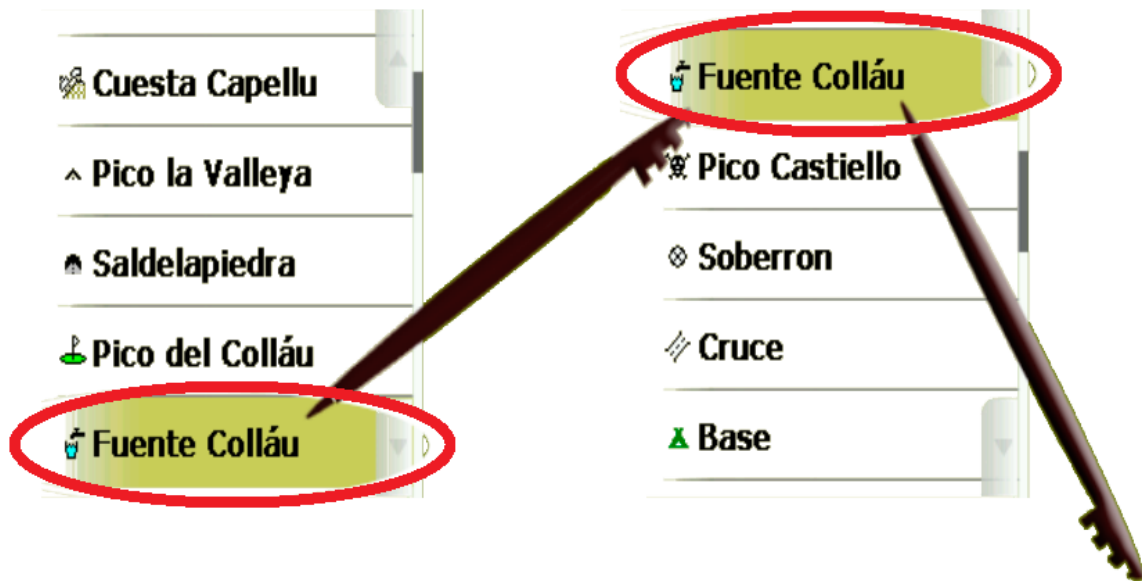 Cuesta Capellu
Pico la Valleya
Saldelapiedra
Pico del Colláu
Fuente Colláu
Fuente Colláu
Pico Castiello
Soberron
Cruce
Base